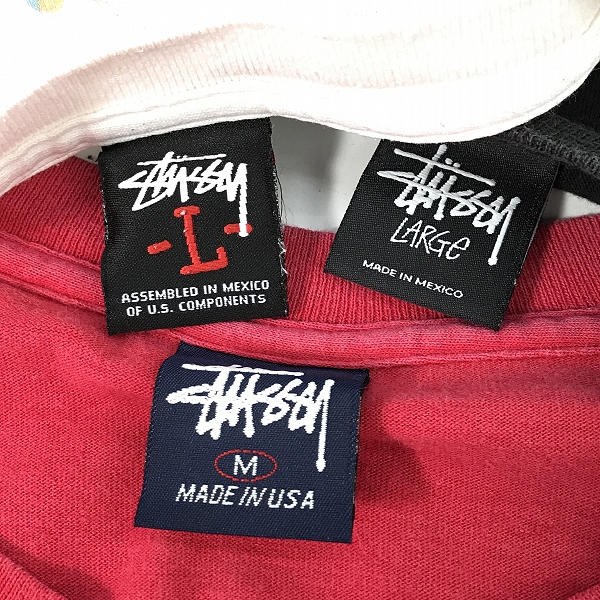 STÜSSY
-L-
ASSEMBLED IN MEXICO
OF U.S. COMPONENTS
STÜSSY
LARGE
MADE IN MEXICO
STÜSSY
M
MADE IN USA